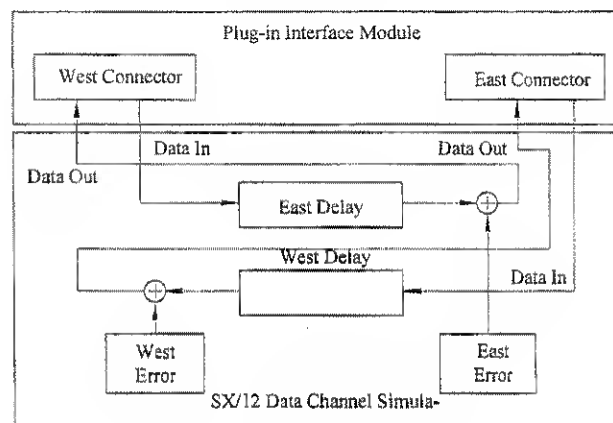 Plug-in Interface Module
West Connector
East Connector
Data In
Data Out
Data Out
East Delay
West Delay
Data In
West
Error
East
Error
SX/12 Data Channel Simula-